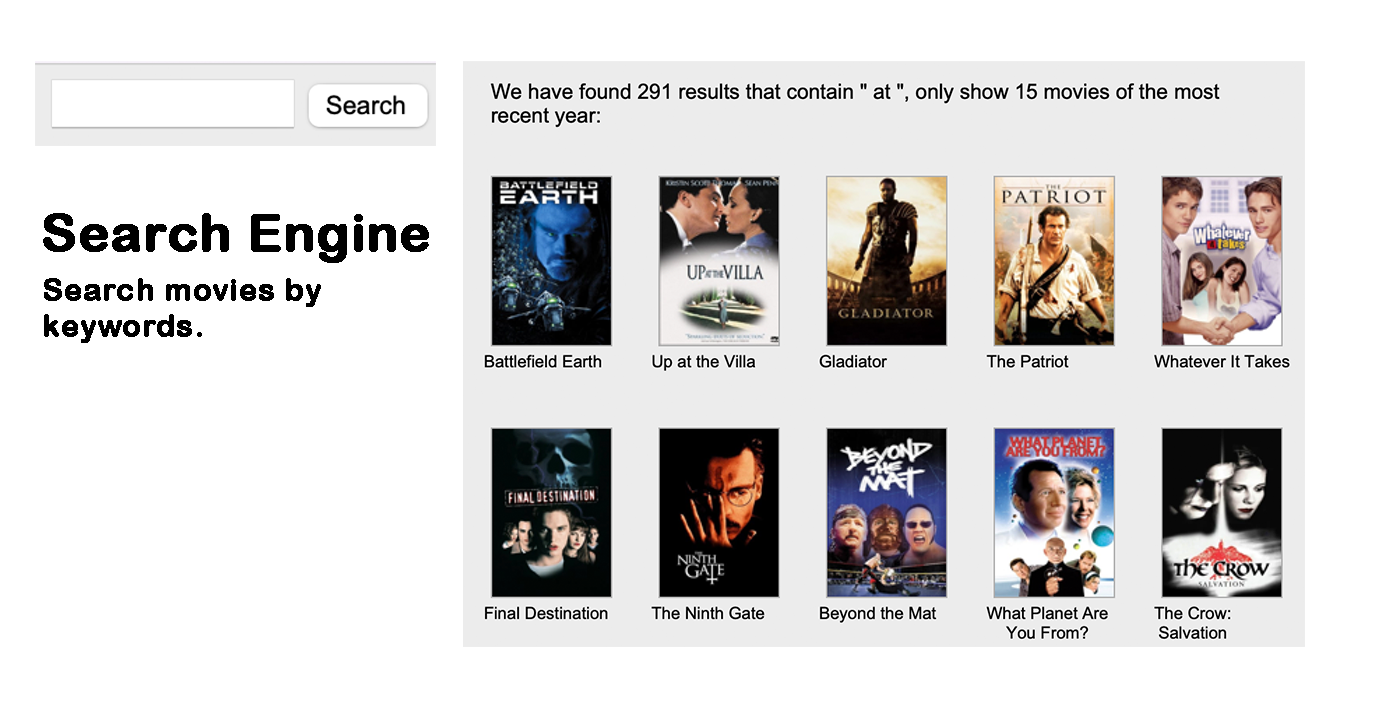 Search
Search Engine
Search movies by
keywords.
We have found 291 results that contain " at ", only show 15 movies of the most
recent year:
BATTLEFIELD
EARTH
KRISTIN SCOTT THOMAS SEAN PENN
UP AT THE VILLA
GLADIATOR
THE
PATRIOT
Whatever
it takes
Battlefield Earth
Up at the Villa
Gladiator
The Patriot
Whatever It Takes
FINAL DESTINATION
THE
NINTH
GATE
BEYOND
THE
MAT
WHAT PLANET
ARE YOU FROM?
THE CROW
SALVATION
Final Destination
The Ninth Gate
Beyond the Mat
What Planet Are
You From?
The Crow:
Salvation